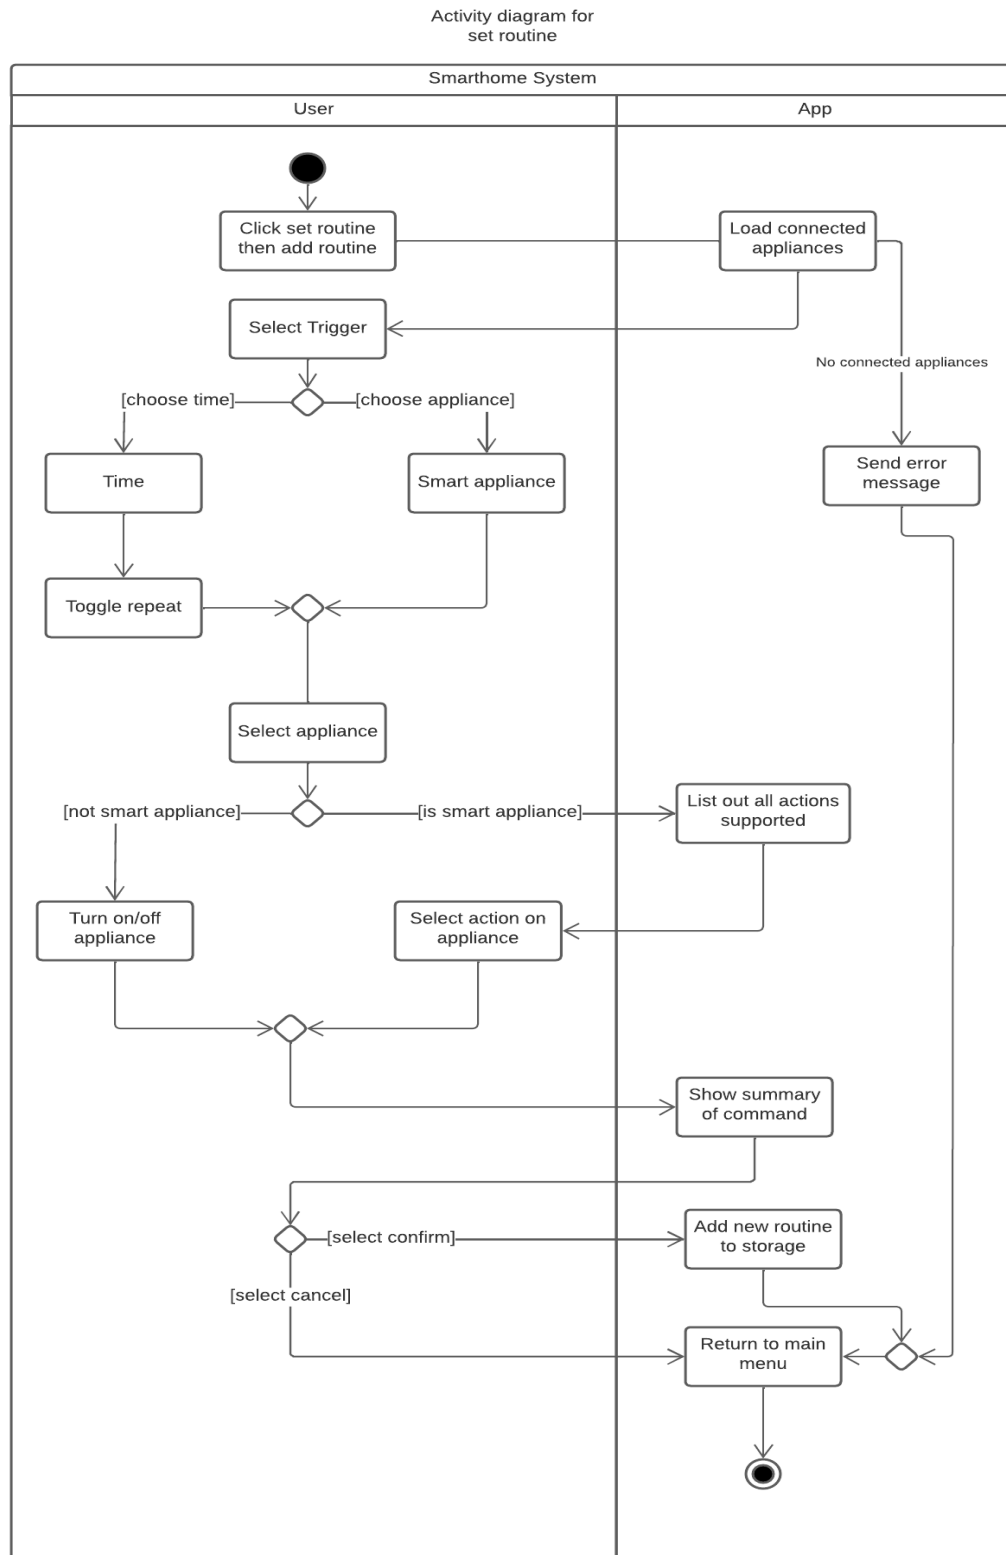 Activity diagram for
set routine
Smarthome System
User
App
Click set routine
then add routine
Load connected
appliances
Select Trigger
No connected appliances
[choose time]
[choose appliance]
Time
Smart appliance
Send error
message
Toggle repeat
Select appliance
[not smart appliance]
[is smart appliance]
List out all actions
supported
Turn on/off
appliance
Select action on
appliance
Show summary
of command
[select confirm]
Add new routine
to storage
[select cancel]
Return to main
menu